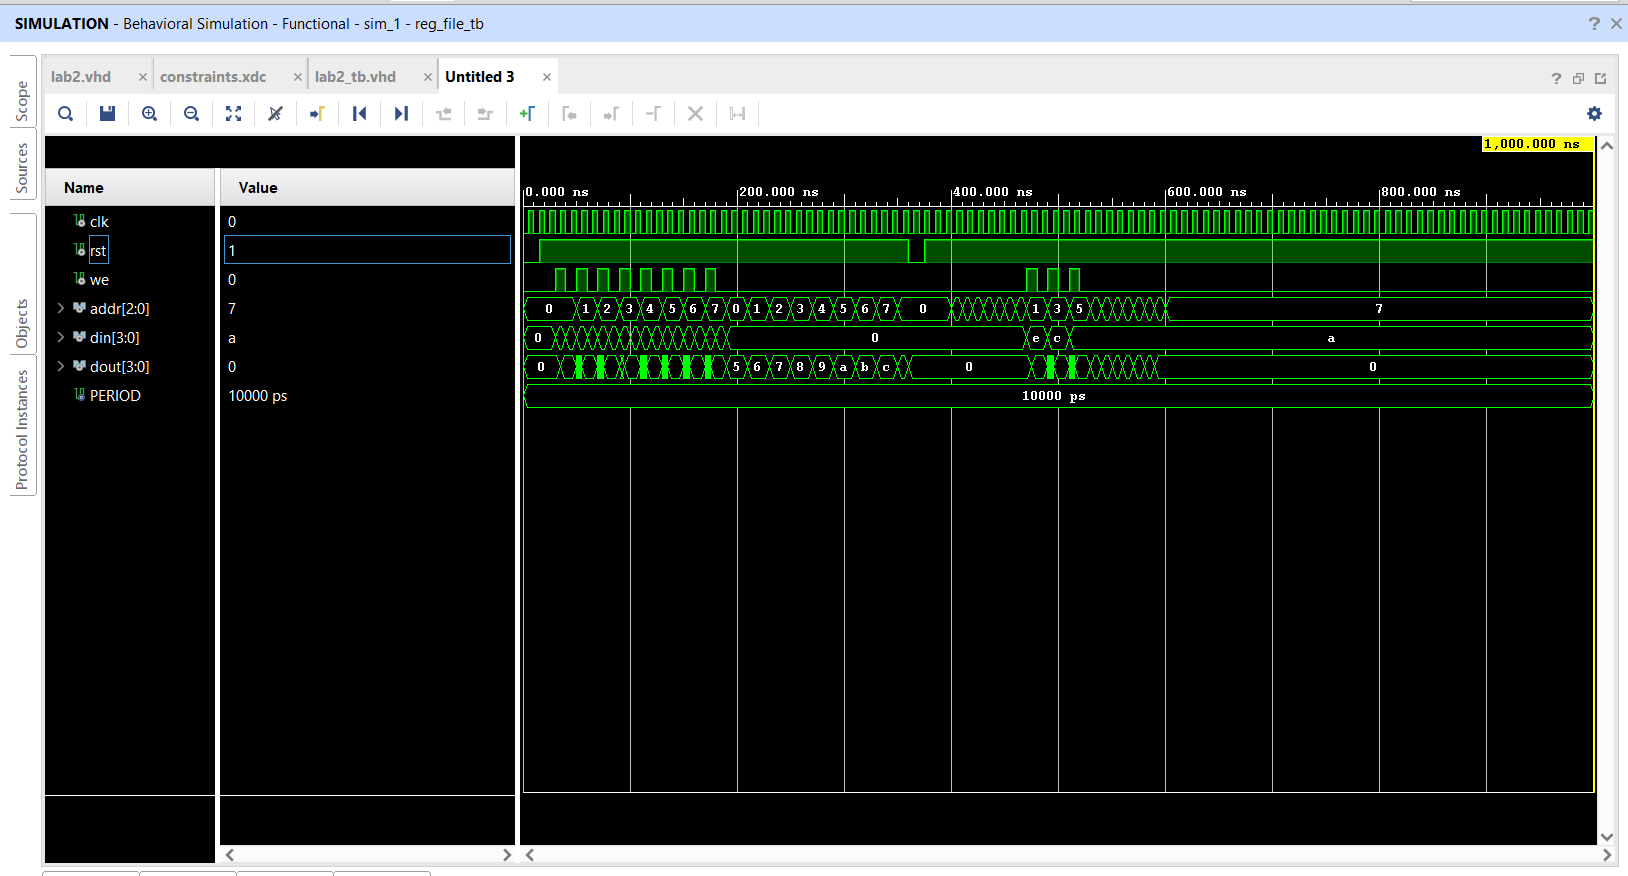 SIMULATION - Behavioral Simulation - Functional - sim_1 - reg_file_tb ? ×
Scope
Sources
Objects
Protocol Instances
lab2.vhd × constraints.xdc × lab2_tb.vhd × Untitled 3 × ?
1,000.000 ns
Name Value
0.000 ns 200.000 ns 400.000 ns 600.000 ns 800.000 ns
clk 0
rst 1
we 0
addr[2:0] 7 0 1 2 3 4 5 6 7 0 1 2 3 4 5 6 7 0 1 3 5 7
din[3:0] a 0 0 e c a
dout[3:0] 0 0 5 6 7 8 9 a b c 0 0
PERIOD 10000 ps 10000 ps